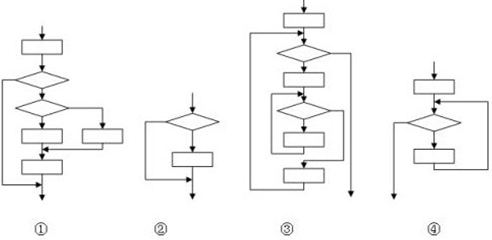 ① ② ③ ④